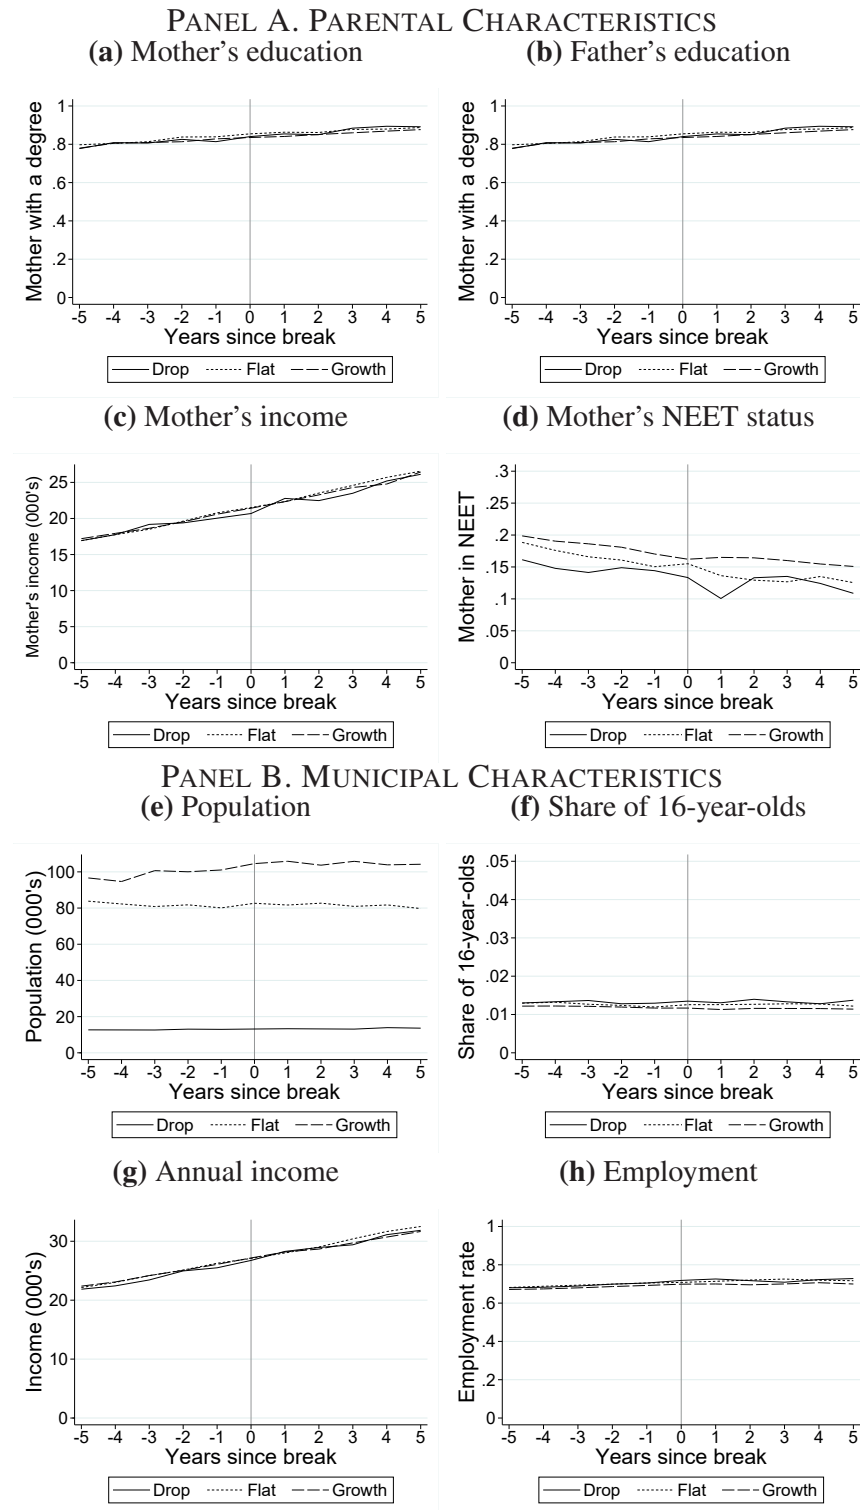 PANEL A. PARENTAL CHARACTERISTICS
(a) Mother's education
(b) Father's education
Mother with a degree
1
.8
.6
.4
.2
0
-5 -4 -3 -2 -1 0 1 2 3 4 5
Years since break
Drop Flat Growth
Mother with a degree
1
.8
.6
.4
.2
0
-5 -4 -3 -2 -1 0 1 2 3 4 5
Years since break
Drop Flat Growth
(c) Mother's income
(d) Mother's NEET status
Mother's income (000's)
25
20
15
10
5
0
-5 -4 -3 -2 -1 0 1 2 3 4 5
Years since break
Drop Flat Growth
Mother in NEET
.3
.25
.2
.15
.1
.05
0
-5 -4 -3 -2 -1 0 1 2 3 4 5
Years since break
Drop Flat Growth
PANEL B. MUNICIPAL CHARACTERISTICS
(e) Population
(f) Share of 16-year-olds
Population (000's)
100
80
60
40
20
0
-5 -4 -3 -2 -1 0 1 2 3 4 5
Years since break
Drop Flat Growth
Share of 16-year-olds
.05
.04
.03
.02
.01
0
-5 -4 -3 -2 -1 0 1 2 3 4 5
Years since break
Drop Flat Growth
(g) Annual income
(h) Employment
Income (000's)
30
20
10
0
-5 -4 -3 -2 -1 0 1 2 3 4 5
Years since break
Drop Flat Growth
Employment rate
1
.8
.6
.4
.2
0
-5 -4 -3 -2 -1 0 1 2 3 4 5
Years since break
Drop Flat Growth